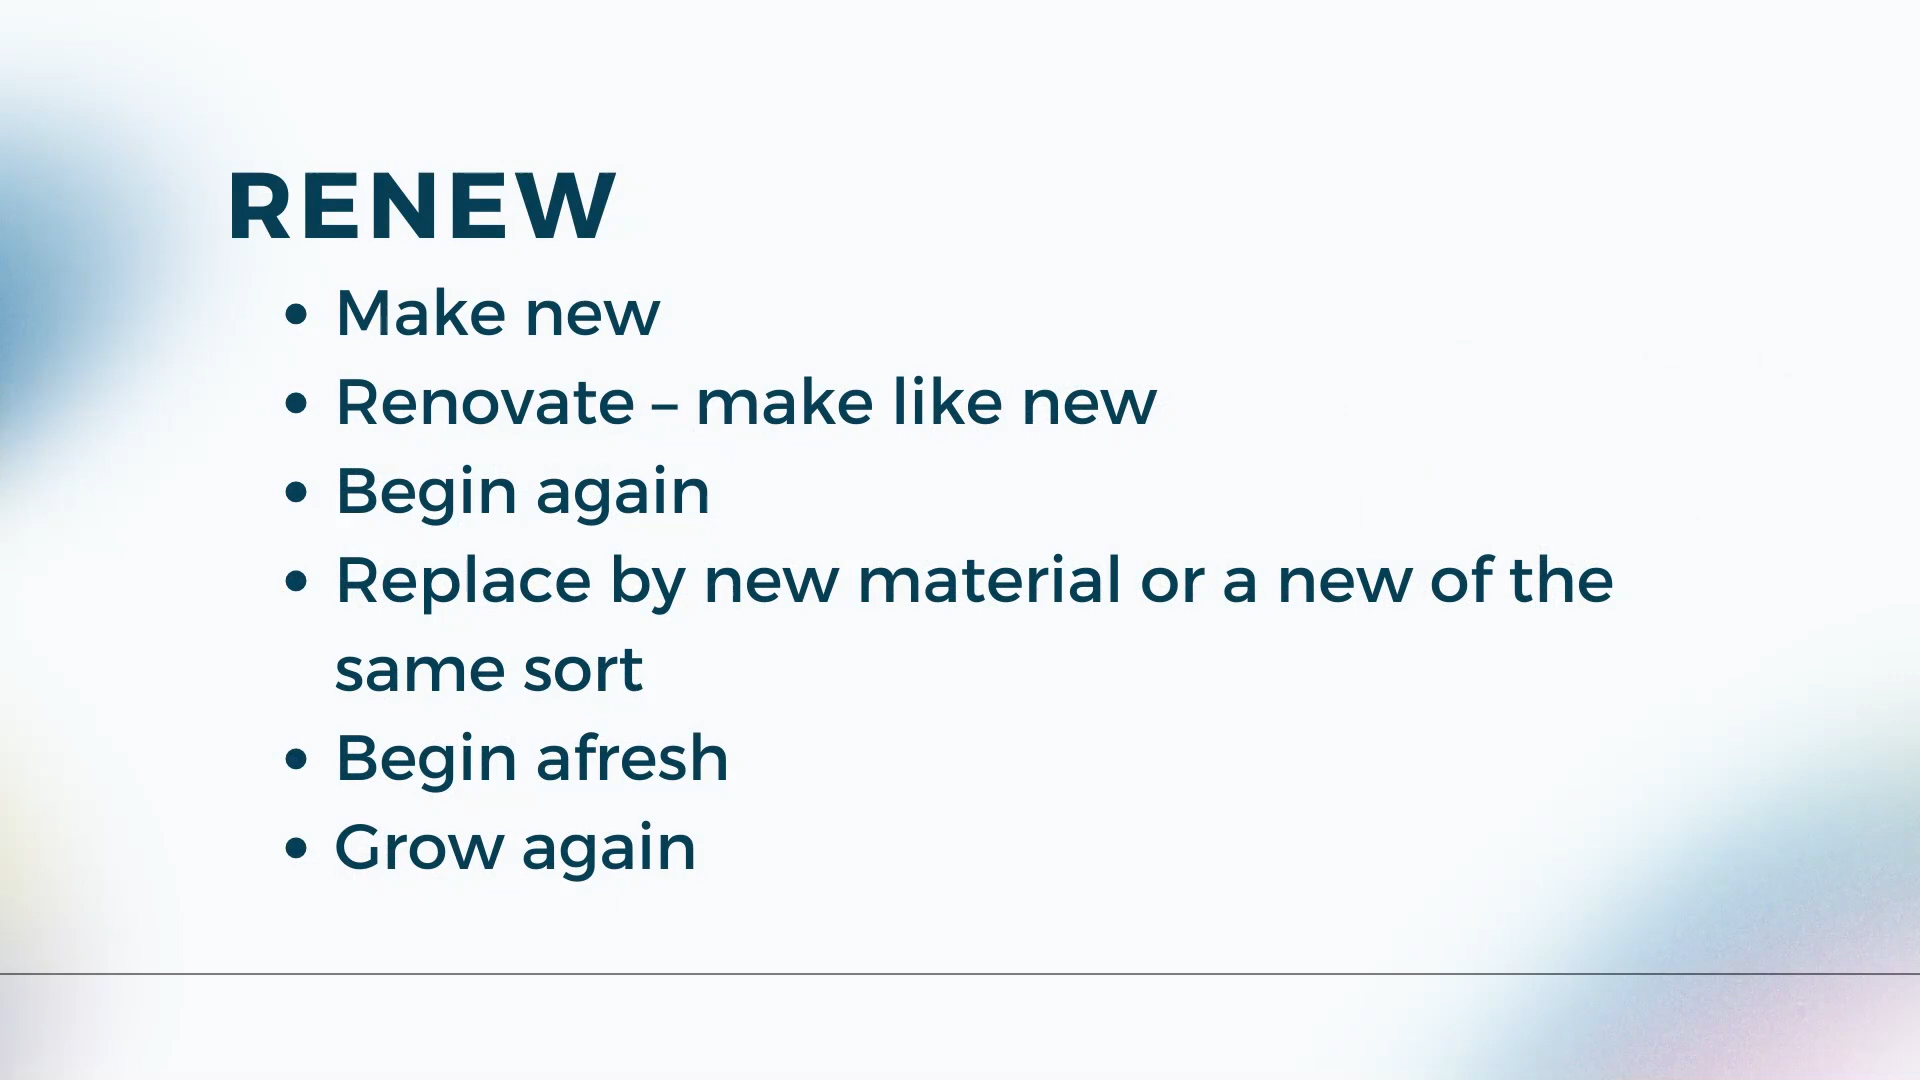 RENEW
• Make new
• Renovate – make like new
• Begin again
• Replace by new material or a new of the
same sort
• Begin afresh
• Grow again